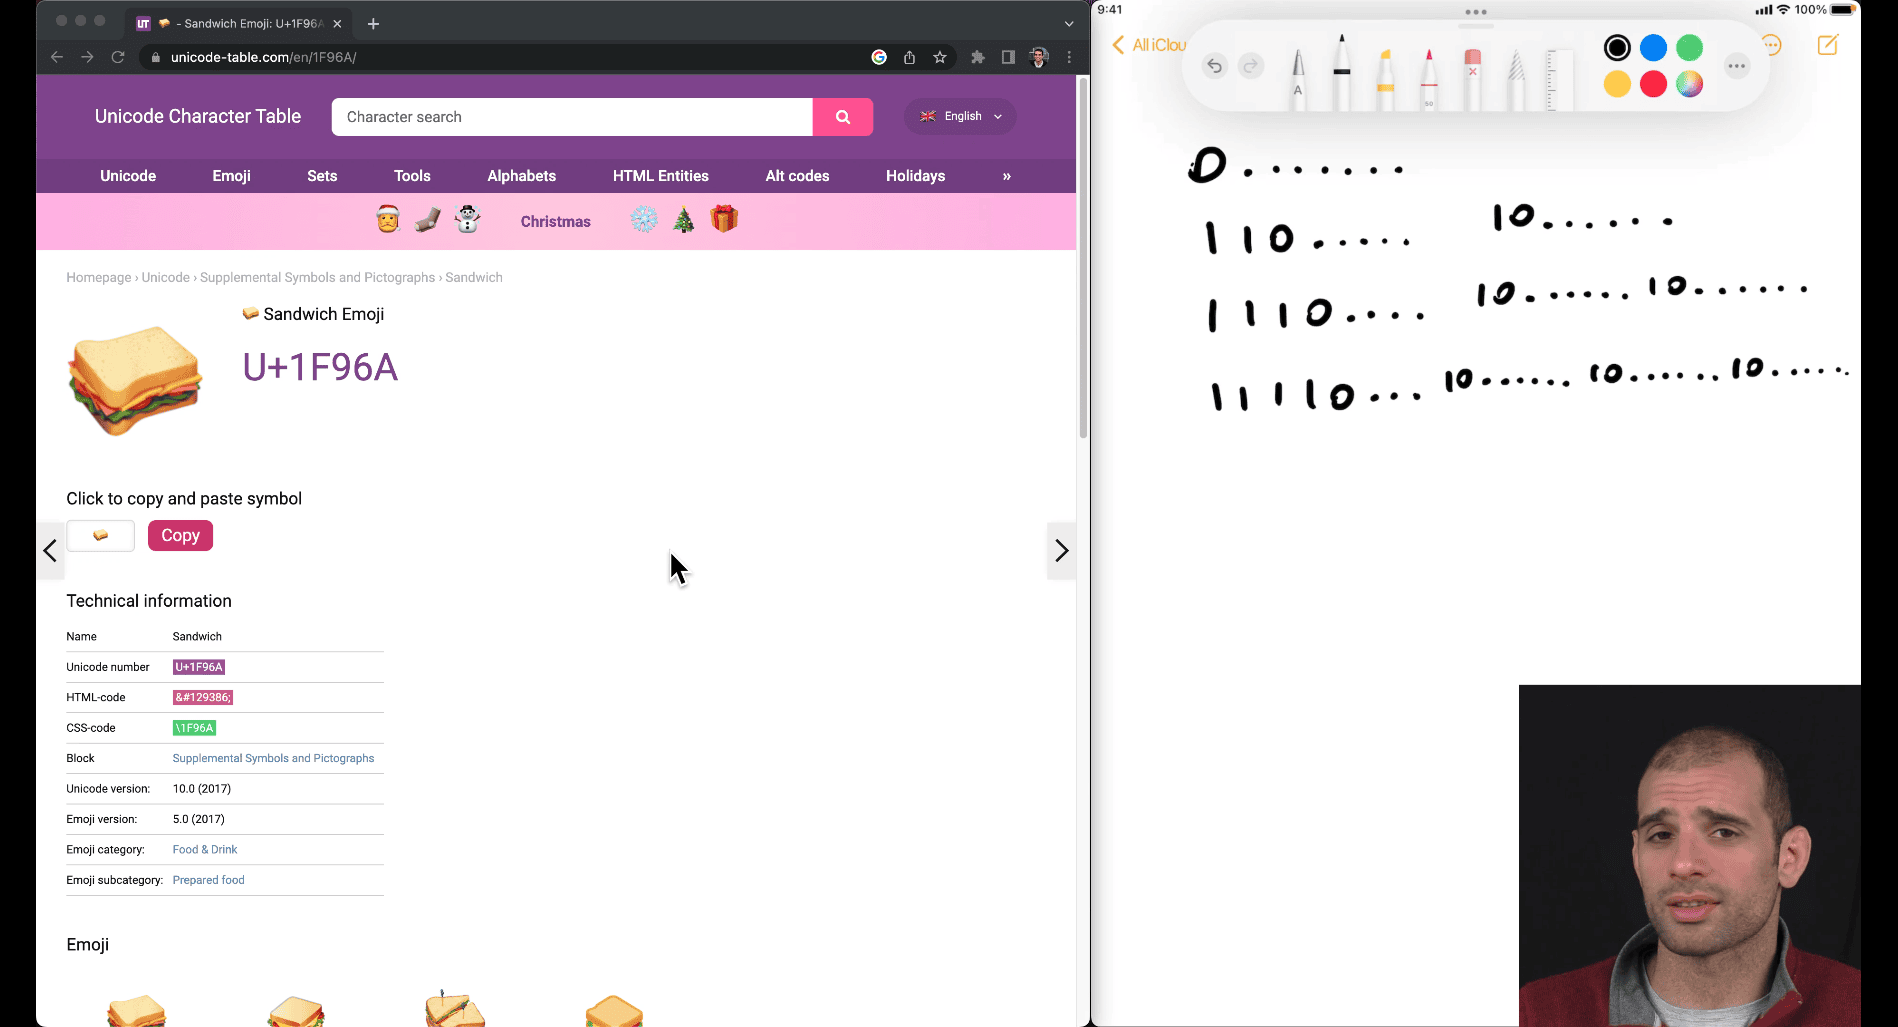 - Sandwich Emoji: U+1F96A
unicode-table.com/en/1F96A/
Unicode Character Table
Character search
English
Unicode Emoji Sets Tools Alphabets HTML Entities Alt codes Holidays »
Christmas
Homepage › Unicode › Supplemental Symbols and Pictographs › Sandwich
Sandwich Emoji
U+1F96A
Click to copy and paste symbol
Copy
Technical information
Name Sandwich
Unicode number U+1F96A
HTML-code &#129386;
CSS-code \1F96A
Block Supplemental Symbols and Pictographs
Unicode version: 10.0 (2017)
Emoji version: 5.0 (2017)
Emoji category: Food & Drink
Emoji subcategory: Prepared food
Emoji
9:41
100%
All iClou
A
50
0.......
110..... 10......
1110.... 10...... 10......
11110... 10...... 10...... 10......